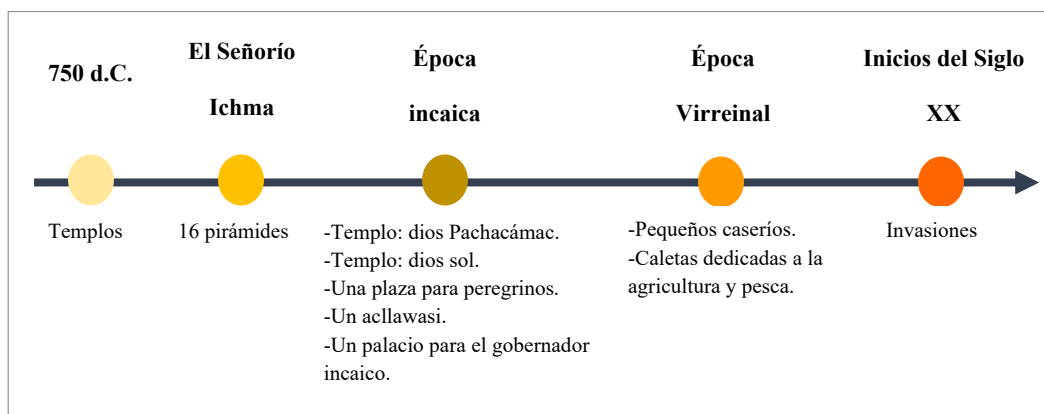 750 d.C.
El Señorío
Ichma
Época
incaica
Época
Virreinal
Inicios del Siglo
XX
Templos
16 pirámides
-Templo: dios Pachacámac.
-Templo: dios sol.
-Una plaza para peregrinos.
-Un acllawasi.
-Un palacio para el gobernador
incaico.
-Pequeños caseríos.
-Caletas dedicadas a la
agricultura y pesca.
Invasiones